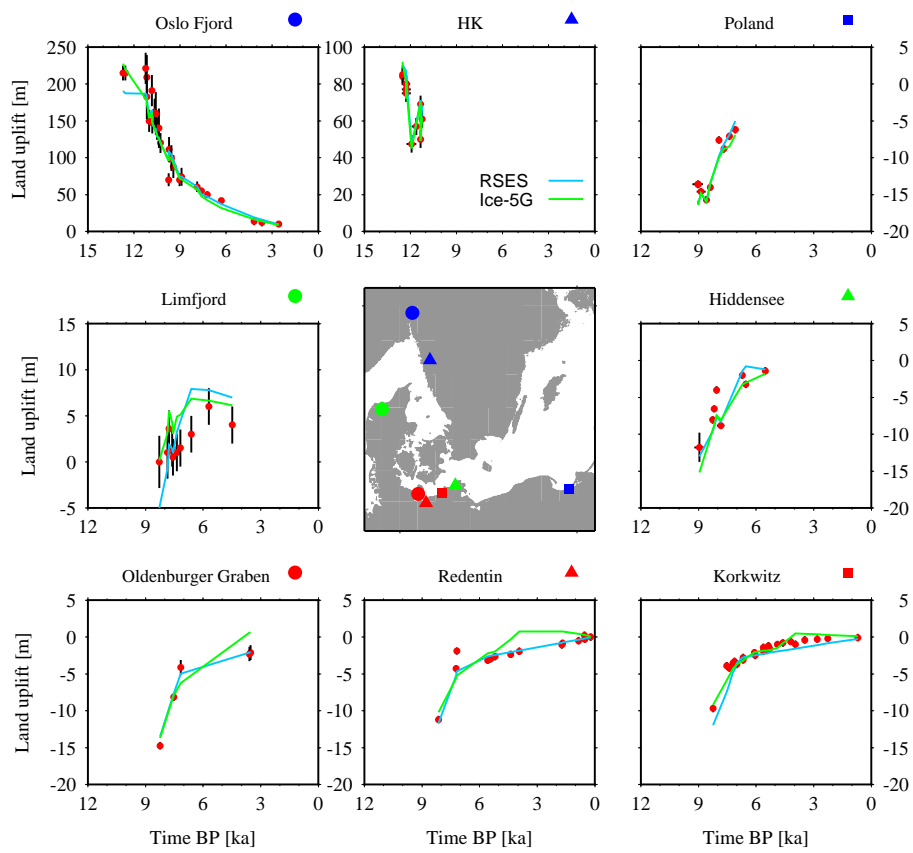 Oslo Fjord
HK
Poland
Land uplift [m]
250
200
150
100
50
0
15 12 9 6 3 0
100
80
60
40
20
0
15 12 9 6 3 0
RSES
Ice-5G
5
0
-5
-10
-15
-20
12 9 6 3 0
Limfjord
Hiddensee
Land uplift [m]
15
10
5
0
-5
12 9 6 3 0
5
0
-5
-10
-15
-20
12 9 6 3 0
Oldenburger Graben
Redentin
Korkwitz
Land uplift [m]
5
0
-5
-10
-15
-20
12 9 6 3 0
Time BP [ka]
5
0
-5
-10
-15
-20
12 9 6 3 0
Time BP [ka]
5
0
-5
-10
-15
-20
12 9 6 3 0
Time BP [ka]